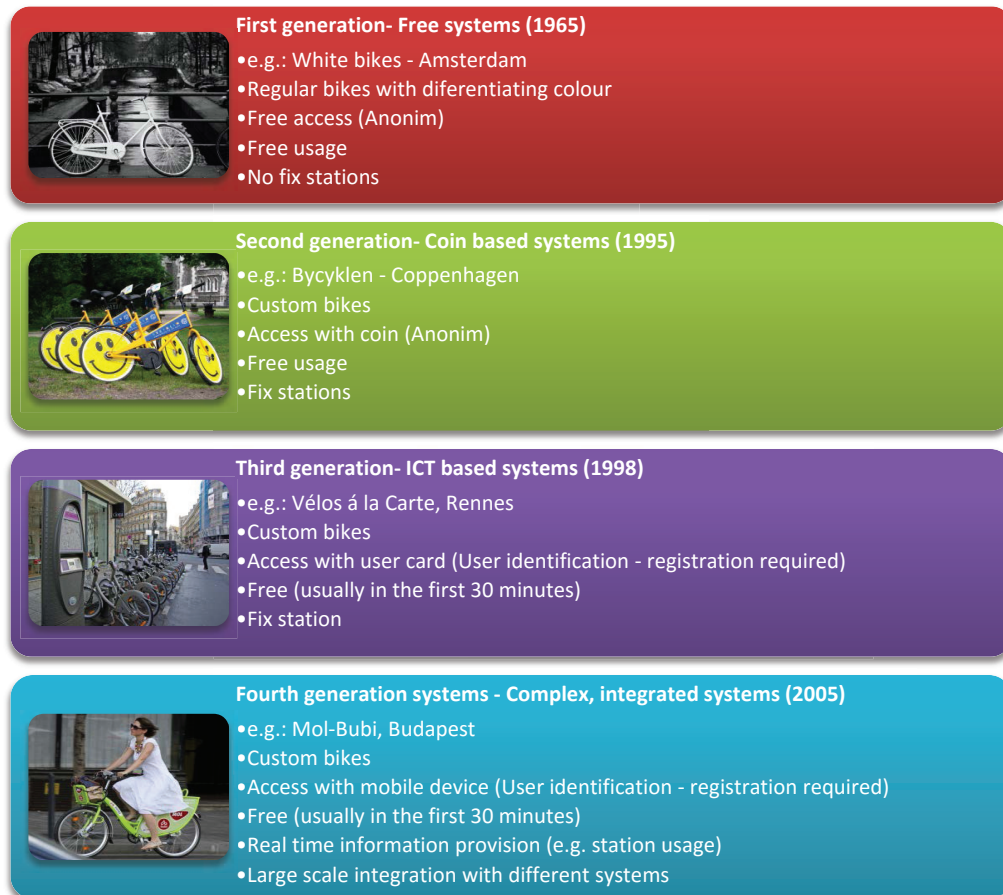 First generation- Free systems (1965)
•e.g.: White bikes - Amsterdam
•Regular bikes with diferentiating colour
•Free access (Anonim)
•Free usage
•No fix stations
Second generation- Coin based systems (1995)
•e.g.: Bycyklen - Coppenhagen
•Custom bikes
•Access with coin (Anonim)
•Free usage
•Fix stations
Third generation- ICT based systems (1998)
•e.g.: Vélos á la Carte, Rennes
•Custom bikes
•Access with user card (User identification - registration required)
•Free (usually in the first 30 minutes)
•Fix station
Fourth generation systems - Complex, integrated systems (2005)
•e.g.: Mol-Bubi, Budapest
•Custom bikes
•Access with mobile device (User identification - registration required)
•Free (usually in the first 30 minutes)
•Real time information provision (e.g. station usage)
•Large scale integration with different systems